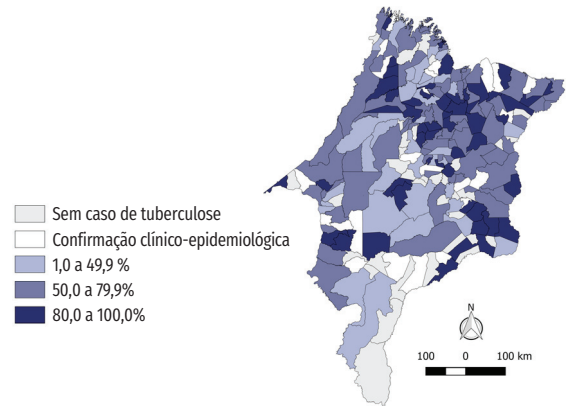 Sem caso de tuberculose
Confirmação clínico-epidemiológica
1,0 a 49,9 %
50,0 a 79,9%
80,0 a 100,0%
N
100 0 100 km